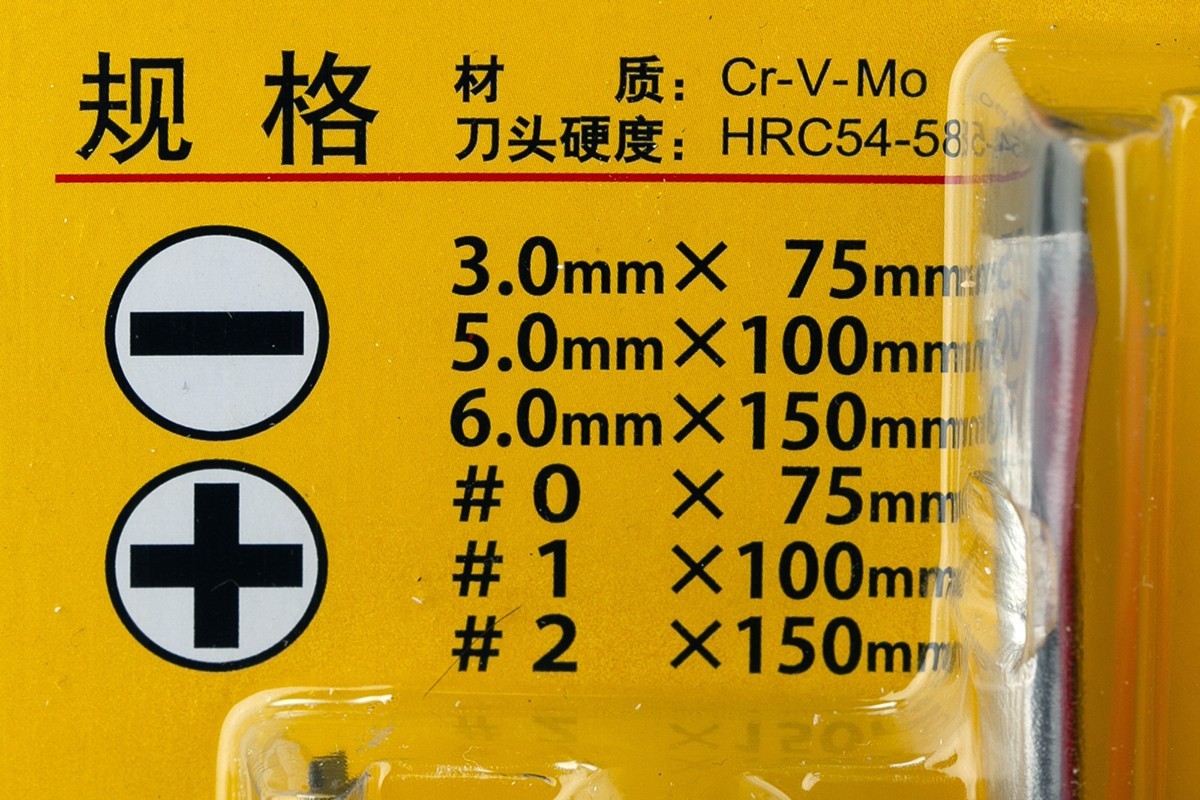 规 格
材 质：Cr-V-Mo
刀头硬度：HRC54-58
3.0mm× 75mm
5.0mm×100mm
6.0mm×150mm
# 0 × 75mm
# 1 ×100mm
# 2 ×150mm